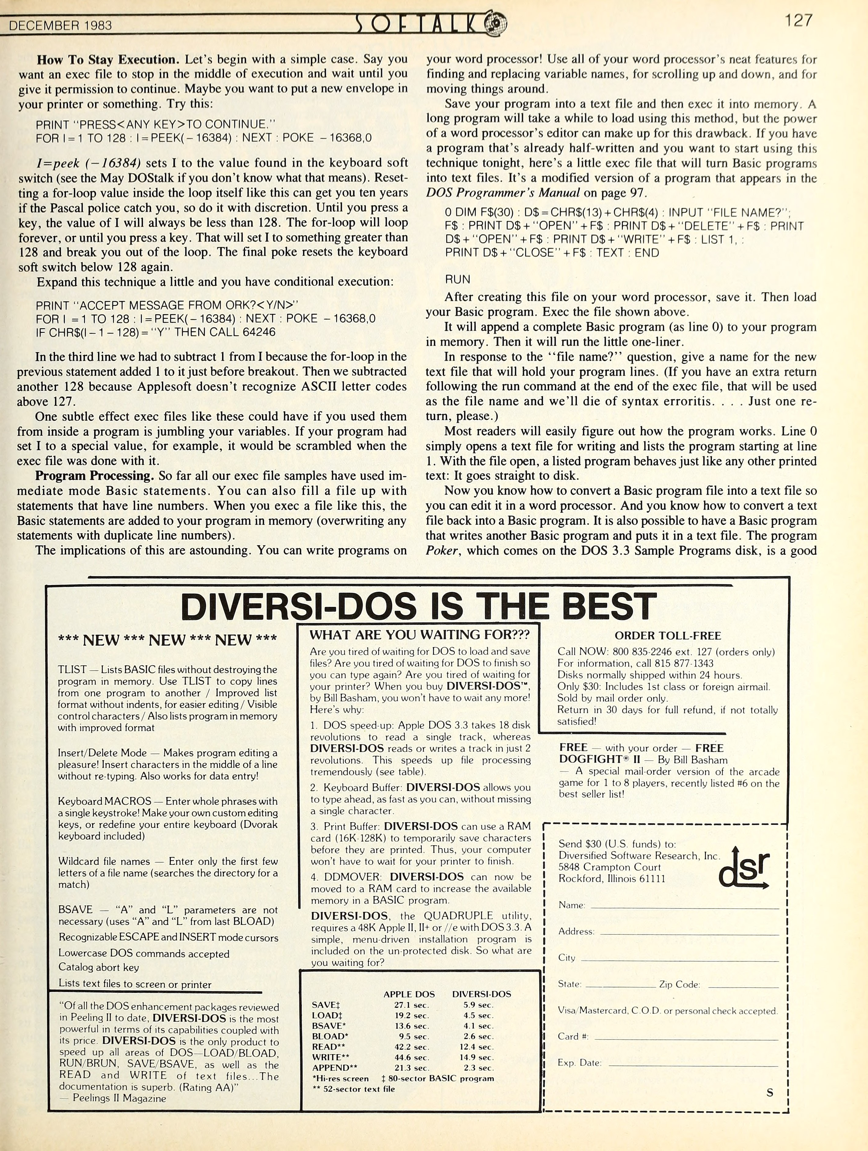 DECEMBER 1983
SOFTALK
127
How To Stay Execution. Let's begin with a simple case. Say you
want an exec file to stop in the middle of execution and wait until you
give it permission to continue. Maybe you want to put a new envelope in
your printer or something. Try this:
PRINT "PRESS<ANY KEY>TO CONTINUE."
FOR I = 1 TO 128 : I = PEEK( - 16384) : NEXT : POKE - 16368,0
I=peek (-16384) sets I to the value found in the keyboard soft
switch (see the May DOStalk if you don't know what that means). Reset-
ting a for-loop value inside the loop itself like this can get you ten years
if the Pascal police catch you, so do it with discretion. Until you press a
key, the value of I will always be less than 128. The for-loop will loop
forever, or until you press a key. That will set I to something greater than
128 and break you out of the loop. The final poke resets the keyboard
soft switch below 128 again.
Expand this technique a little and you have conditional execution:
PRINT "ACCEPT MESSAGE FROM ORK?<Y/N>"
FOR I = 1 TO 128 : I = PEEK( - 16384) : NEXT : POKE - 16368,0
IF CHR$(I - 1 - 128) = "Y" THEN CALL 64246
In the third line we had to subtract 1 from I because the for-loop in the
previous statement added 1 to it just before breakout. Then we subtracted
another 128 because Applesoft doesn't recognize ASCII letter codes
above 127.
One subtle effect exec files like these could have if you used them
from inside a program is jumbling your variables. If your program had
set I to a special value, for example, it would be scrambled when the
exec file was done with it.
Program Processing. So far all our exec file samples have used im-
mediate mode Basic statements. You can also fill a file up with
statements that have line numbers. When you exec a file like this, the
Basic statements are added to your program in memory (overwriting any
statements with duplicate line numbers).
The implications of this are astounding. You can write programs on
your word processor! Use all of your word processor's neat features for
finding and replacing variable names, for scrolling up and down, and for
moving things around.
Save your program into a text file and then exec it into memory. A
long program will take a while to load using this method, but the power
of a word processor's editor can make up for this drawback. If you have
a program that's already half-written and you want to start using this
technique tonight, here's a little exec file that will turn Basic programs
into text files. It's a modified version of a program that appears in the
DOS Programmer's Manual on page 97.
0 DIM F$(30) : D$ = CHR$(13) + CHR$(4) : INPUT "FILE NAME?";
F$ : PRINT D$ + "OPEN" + F$ : PRINT D$ + "DELETE" + F$ : PRINT
D$ + "OPEN" + F$ : PRINT D$ + "WRITE" + F$ : LIST 1, :
PRINT D$ + "CLOSE" + F$ : TEXT : END
RUN
After creating this file on your word processor, save it. Then load
your Basic program. Exec the file shown above.
It will append a complete Basic program (as line 0) to your program
in memory. Then it will run the little one-liner.
In response to the "file name?" question, give a name for the new
text file that will hold your program lines. (If you have an extra return
following the run command at the end of the exec file, that will be used
as the file name and we'll die of syntax erroritis. . . . Just one re-
turn, please.)
Most readers will easily figure out how the program works. Line 0
simply opens a text file for writing and lists the program starting at line
1. With the file open, a listed program behaves just like any other printed
text: It goes straight to disk.
Now you know how to convert a Basic program file into a text file so
you can edit it in a word processor. And you know how to convert a text
file back into a Basic program. It is also possible to have a Basic program
that writes another Basic program and puts it in a text file. The program
Poker, which comes on the DOS 3.3 Sample Programs disk, is a good
DIVERSI-DOS IS THE BEST
*** NEW *** NEW *** NEW ***
TLIST — Lists BASIC files without destroying the
program in memory. Use TLIST to copy lines
from one program to another / Improved list
format without indents, for easier editing / Visible
control characters / Also lists program in memory
with improved format
Insert/Delete Mode — Makes program editing a
pleasure! Insert characters in the middle of a line
without re-typing. Also works for data entry!
Keyboard MACROS — Enter whole phrases with
a single keystroke! Make your own custom editing
keys, or redefine your entire keyboard (Dvorak
keyboard included)
Wildcard file names — Enter only the first few
letters of a file name (searches the directory for a
match)
BSAVE — "A" and "L" parameters are not
necessary (uses "A" and "L" from last BLOAD)
Recognizable ESCAPE and INSERT mode cursors
Lowercase DOS commands accepted
Catalog abort key
Lists text files to screen or printer
"Of all the DOS enhancement packages reviewed
in Peeling II to date, DIVERSI-DOS is the most
powerful in terms of its capabilities coupled with
its price. DIVERSI-DOS is the only product to
speed up all areas of DOS—LOAD/BLOAD,
RUN/BRUN, SAVE/BSAVE, as well as the
READ and WRITE of text files...The
documentation is superb. (Rating AA)"
— Peelings II Magazine
WHAT ARE YOU WAITING FOR???
Are you tired of waiting for DOS to load and save
files? Are you tired of waiting for DOS to finish so
you can type again? Are you tired of waiting for
your printer? When you buy DIVERSI-DOS™,
by Bill Basham, you won't have to wait any more!
Here's why:
1. DOS speed-up: Apple DOS 3.3 takes 18 disk
revolutions to read a single track, whereas
DIVERSI-DOS reads or writes a track in just 2
revolutions. This speeds up file processing
tremendously (see table).
2. Keyboard Buffer: DIVERSI-DOS allows you
to type ahead, as fast as you can, without missing
a single character.
3. Print Buffer: DIVERSI-DOS can use a RAM
card (16K-128K) to temporarily save characters
before they are printed. Thus, your computer
won't have to wait for your printer to finish.
4. DDMOVER: DIVERSI-DOS can now be
moved to a RAM card to increase the available
memory in a BASIC program.
DIVERSI-DOS, the QUADRUPLE utility,
requires a 48K Apple II, II+ or //e with DOS 3.3. A
simple, menu-driven installation program is
included on the un-protected disk. So what are
you waiting for?
APPLE DOS DIVERSI-DOS
SAVE‡ 27.1 sec. 5.9 sec.
LOAD‡ 19.2 sec. 4.5 sec.
BSAVE* 13.6 sec. 4.1 sec.
BLOAD* 9.5 sec. 2.6 sec.
READ** 42.2 sec. 12.4 sec.
WRITE** 44.6 sec. 14.9 sec.
APPEND** 21.3 sec. 2.3 sec.
*Hi-res screen ‡ 80-sector BASIC program
** 52-sector text file
ORDER TOLL-FREE
Call NOW: 800 835-2246 ext. 127 (orders only)
For information, call 815 877-1343
Disks normally shipped within 24 hours.
Only $30: Includes 1st class or foreign airmail.
Sold by mail order only.
Return in 30 days for full refund, if not totally
satisfied!
FREE — with your order — FREE
DOGFIGHT® II — By Bill Basham
— A special mail-order version of the arcade
game for 1 to 8 players, recently listed #6 on the
best seller list!
Send $30 (U.S. funds) to:
Diversified Software Research, Inc.
5848 Crampton Court
Rockford, Illinois 61111
dsr
Name:
Address:
City
State: Zip Code:
Visa/Mastercard, C.O.D. or personal check accepted.
Card #:
Exp. Date:
S